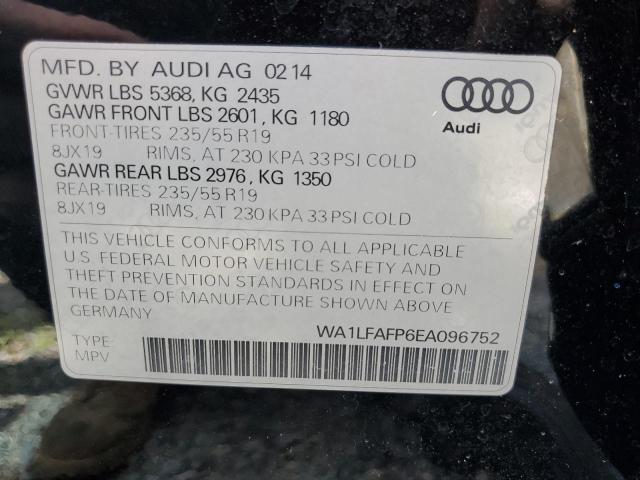 MFD. BY AUDI AG 02 14
GVWR LBS 5368, KG 2435
GAWR FRONT LBS 2601, KG 1180
FRONT-TIRES 235/55 R19
8JX19 RIMS, AT 230 KPA 33 PSI COLD
GAWR REAR LBS 2976, KG 1350
REAR-TIRES 235/55 R19
8JX19 RIMS, AT 230 KPA 33 PSI COLD
Audi
THIS VEHICLE CONFORMS TO ALL APPLICABLE
U.S. FEDERAL MOTOR VEHICLE SAFETY AND
THEFT PREVENTION STANDARDS IN EFFECT ON
THE DATE OF MANUFACTURE SHOWN ABOVE
GERMANY
WA1LFAFP6EA096752
TYPE:
MPV